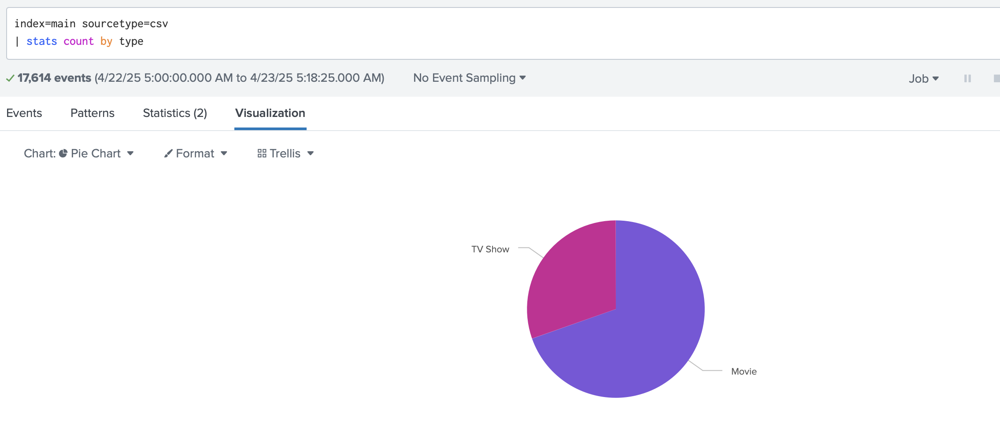 index=main sourcetype=csv
| stats count by type
17,614 events (4/22/25 5:00:00.000 AM to 4/23/25 5:18:25.000 AM) No Event Sampling Job
Events Patterns Statistics (2) Visualization
Chart: Pie Chart Format Trellis
TV Show
Movie